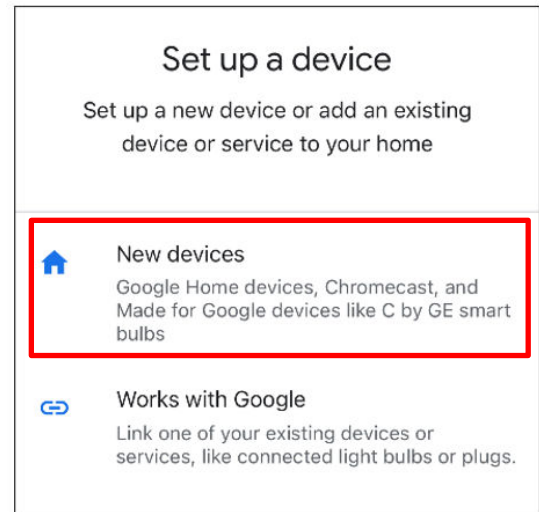 Set up a device
Set up a new device or add an existing
device or service to your home
New devices
Google Home devices, Chromecast, and
Made for Google devices like C by GE smart
bulbs
Works with Google
Link one of your existing devices or
services, like connected light bulbs or plugs.